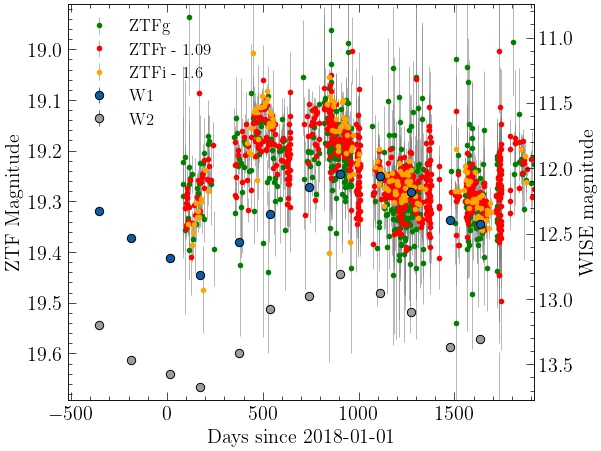 ZTFg
ZTFr - 1.09
ZTFi - 1.6
W1
W2
19.0
19.1
19.2
19.3
19.4
19.5
19.6
ZTF Magnitude
11.0
11.5
12.0
12.5
13.0
13.5
WISE magnitude
−500 0 500 1000 1500
Days since 2018-01-01